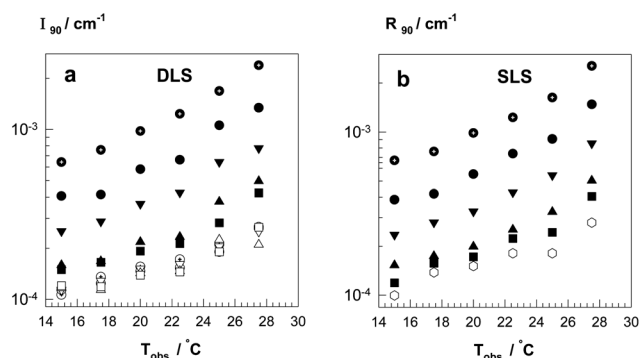 I 90 / cm-1
R 90 / cm-1
a DLS
b SLS
10-3
10-3
10-4
10-4
14 16 18 20 22 24 26 28 30
14 16 18 20 22 24 26 28 30
Tobs / °C
Tobs / °C